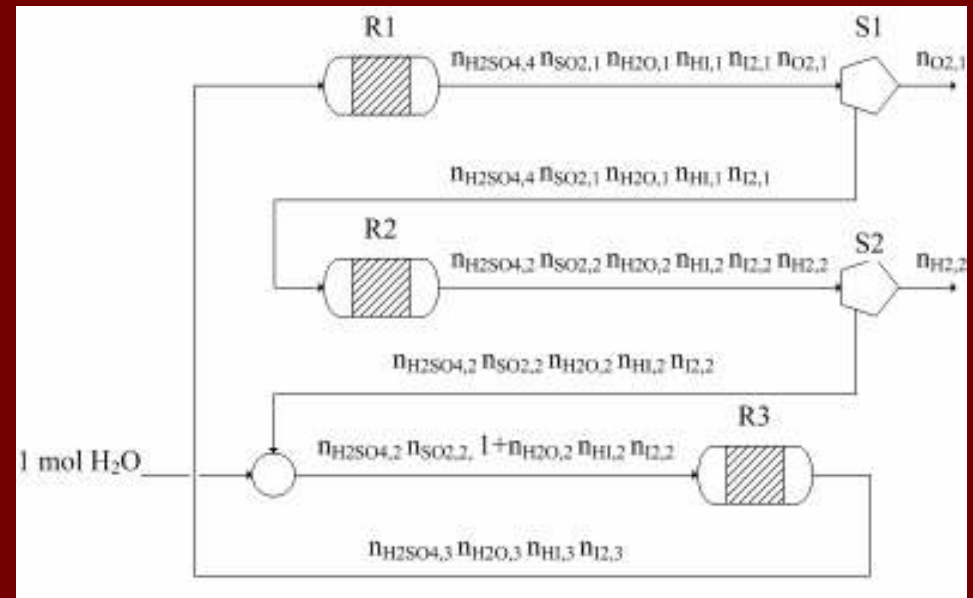 R1
S1
nH2SO4,4 nSO2,1 nH2O,1 nHI,1 nI2,1 nO2,1
nO2,1
nH2SO4,4 nSO2,1 nH2O,1 nHI,1 nI2,1
R2
S2
nH2SO4,2 nSO2,2 nH2O,2 nHI,2 nI2,2 nH2,2
nH2,2
nH2SO4,2 nSO2,2 nH2O,2 nHI,2 nI2,2
R3
nH2SO4,2 nSO2,2, 1+nH2O,2 nHI,2 nI2,2
1 mol H2O
nH2SO4,3 nH2O,3 nHI,3 nI2,3